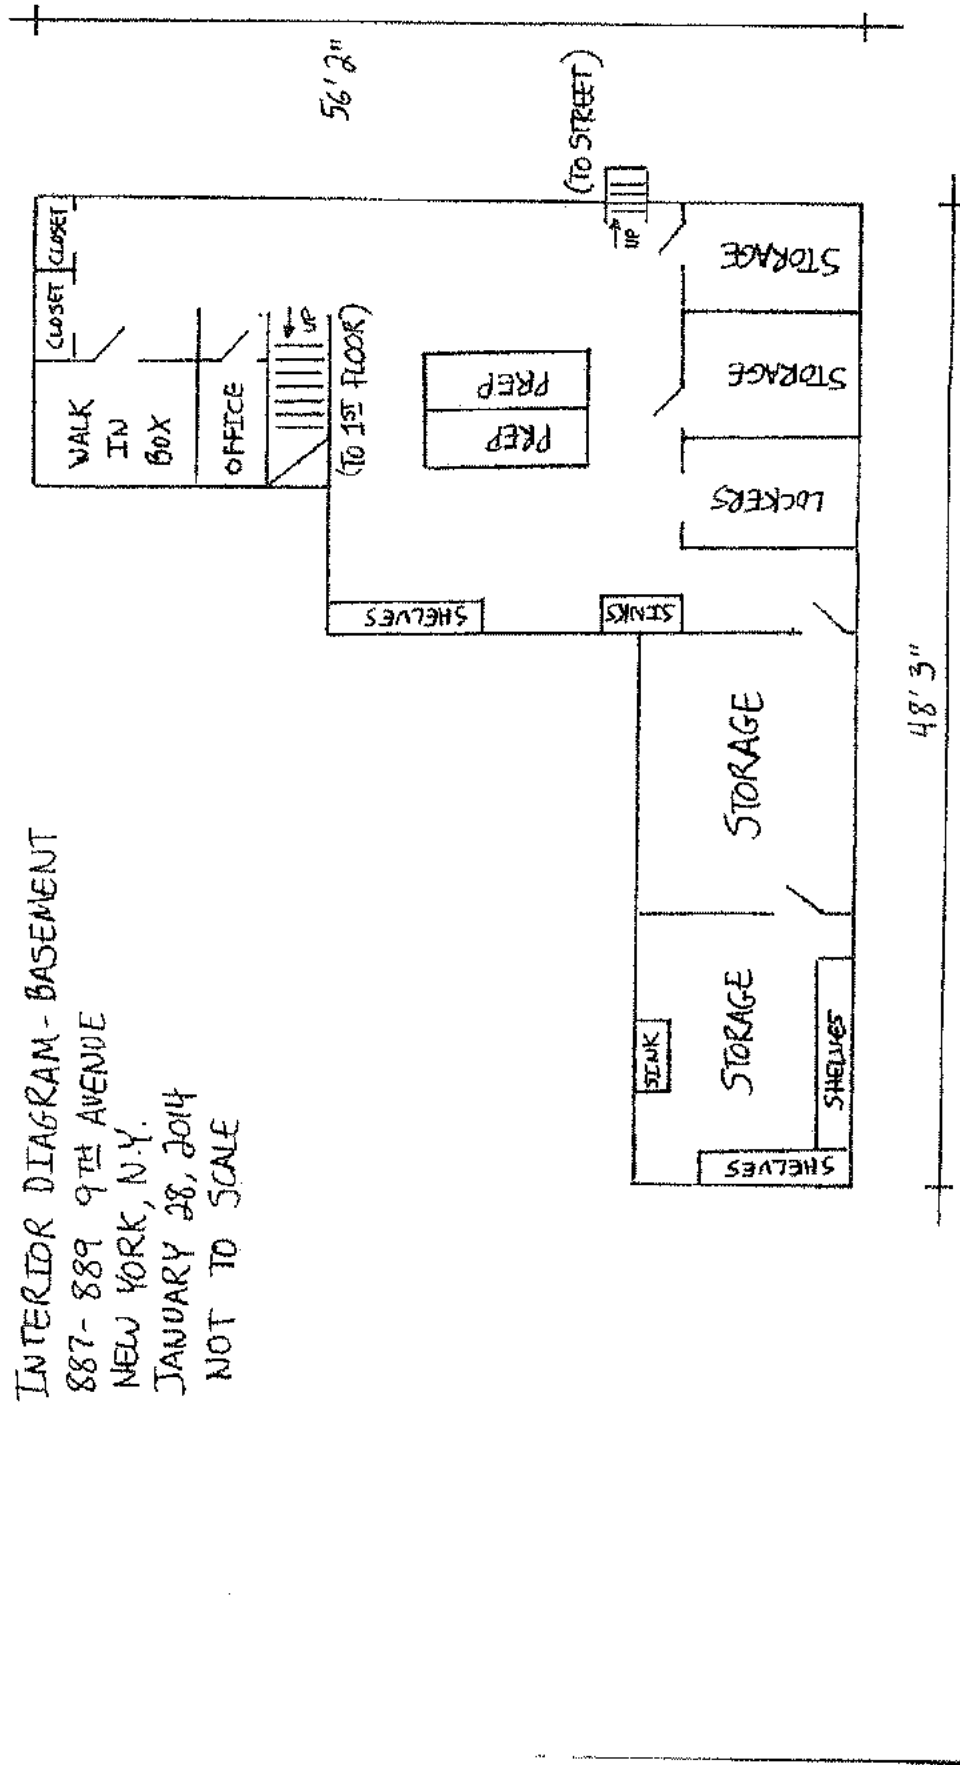 INTERIOR DIAGRAM - BASEMENT
887-889 9TH AVENUE
NEW YORK, N.Y.
JANUARY 28, 2014
NOT TO SCALE
56' 2"
(TO STREET)
UP
CLOSET
CLOSET
WALK
IN
BOX
OFFICE
UP
(TO 1ST FLOOR)
PREP
PREP
STORAGE
STORAGE
LOCKERS
SHELVES
SINKS
STORAGE
STORAGE
SINK
SHELVES
SHELVES
48' 3"